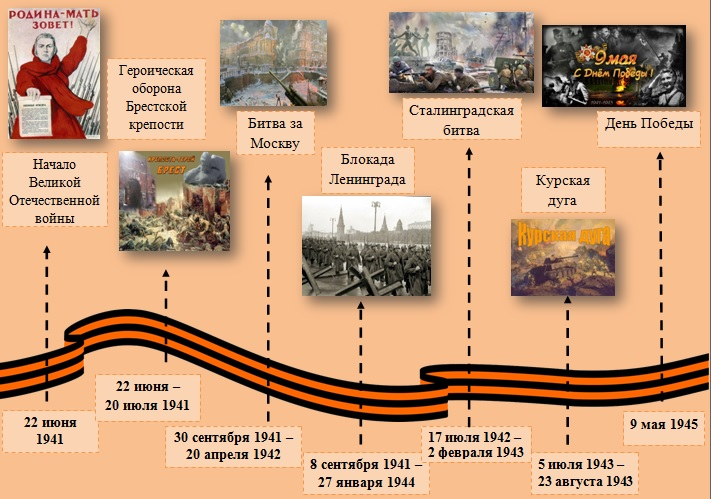 РОДИНА-МАТЬ
ЗОВЕТ!
Начало
Великой
Отечественной
войны
22 июня
1941
Героическая
оборона
Брестской
крепости
БРЕСТ
22 июня –
20 июля 1941
Битва за
Москву
30 сентября 1941 –
20 апреля 1942
Блокада
Ленинграда
8 сентября 1941 –
27 января 1944
Сталинградская
битва
17 июля 1942 –
2 февраля 1943
Курская
дуга
Курская дуга
5 июля 1943 –
23 августа 1943
9 мая
С Днём Победы!
День Победы
9 мая 1945